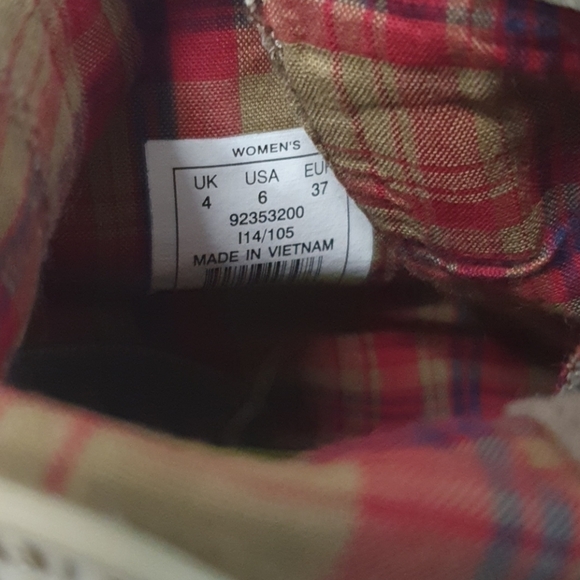 WOMEN'S
UK USA EUR
4 6 37
92353200
I14/105
MADE IN VIETNAM